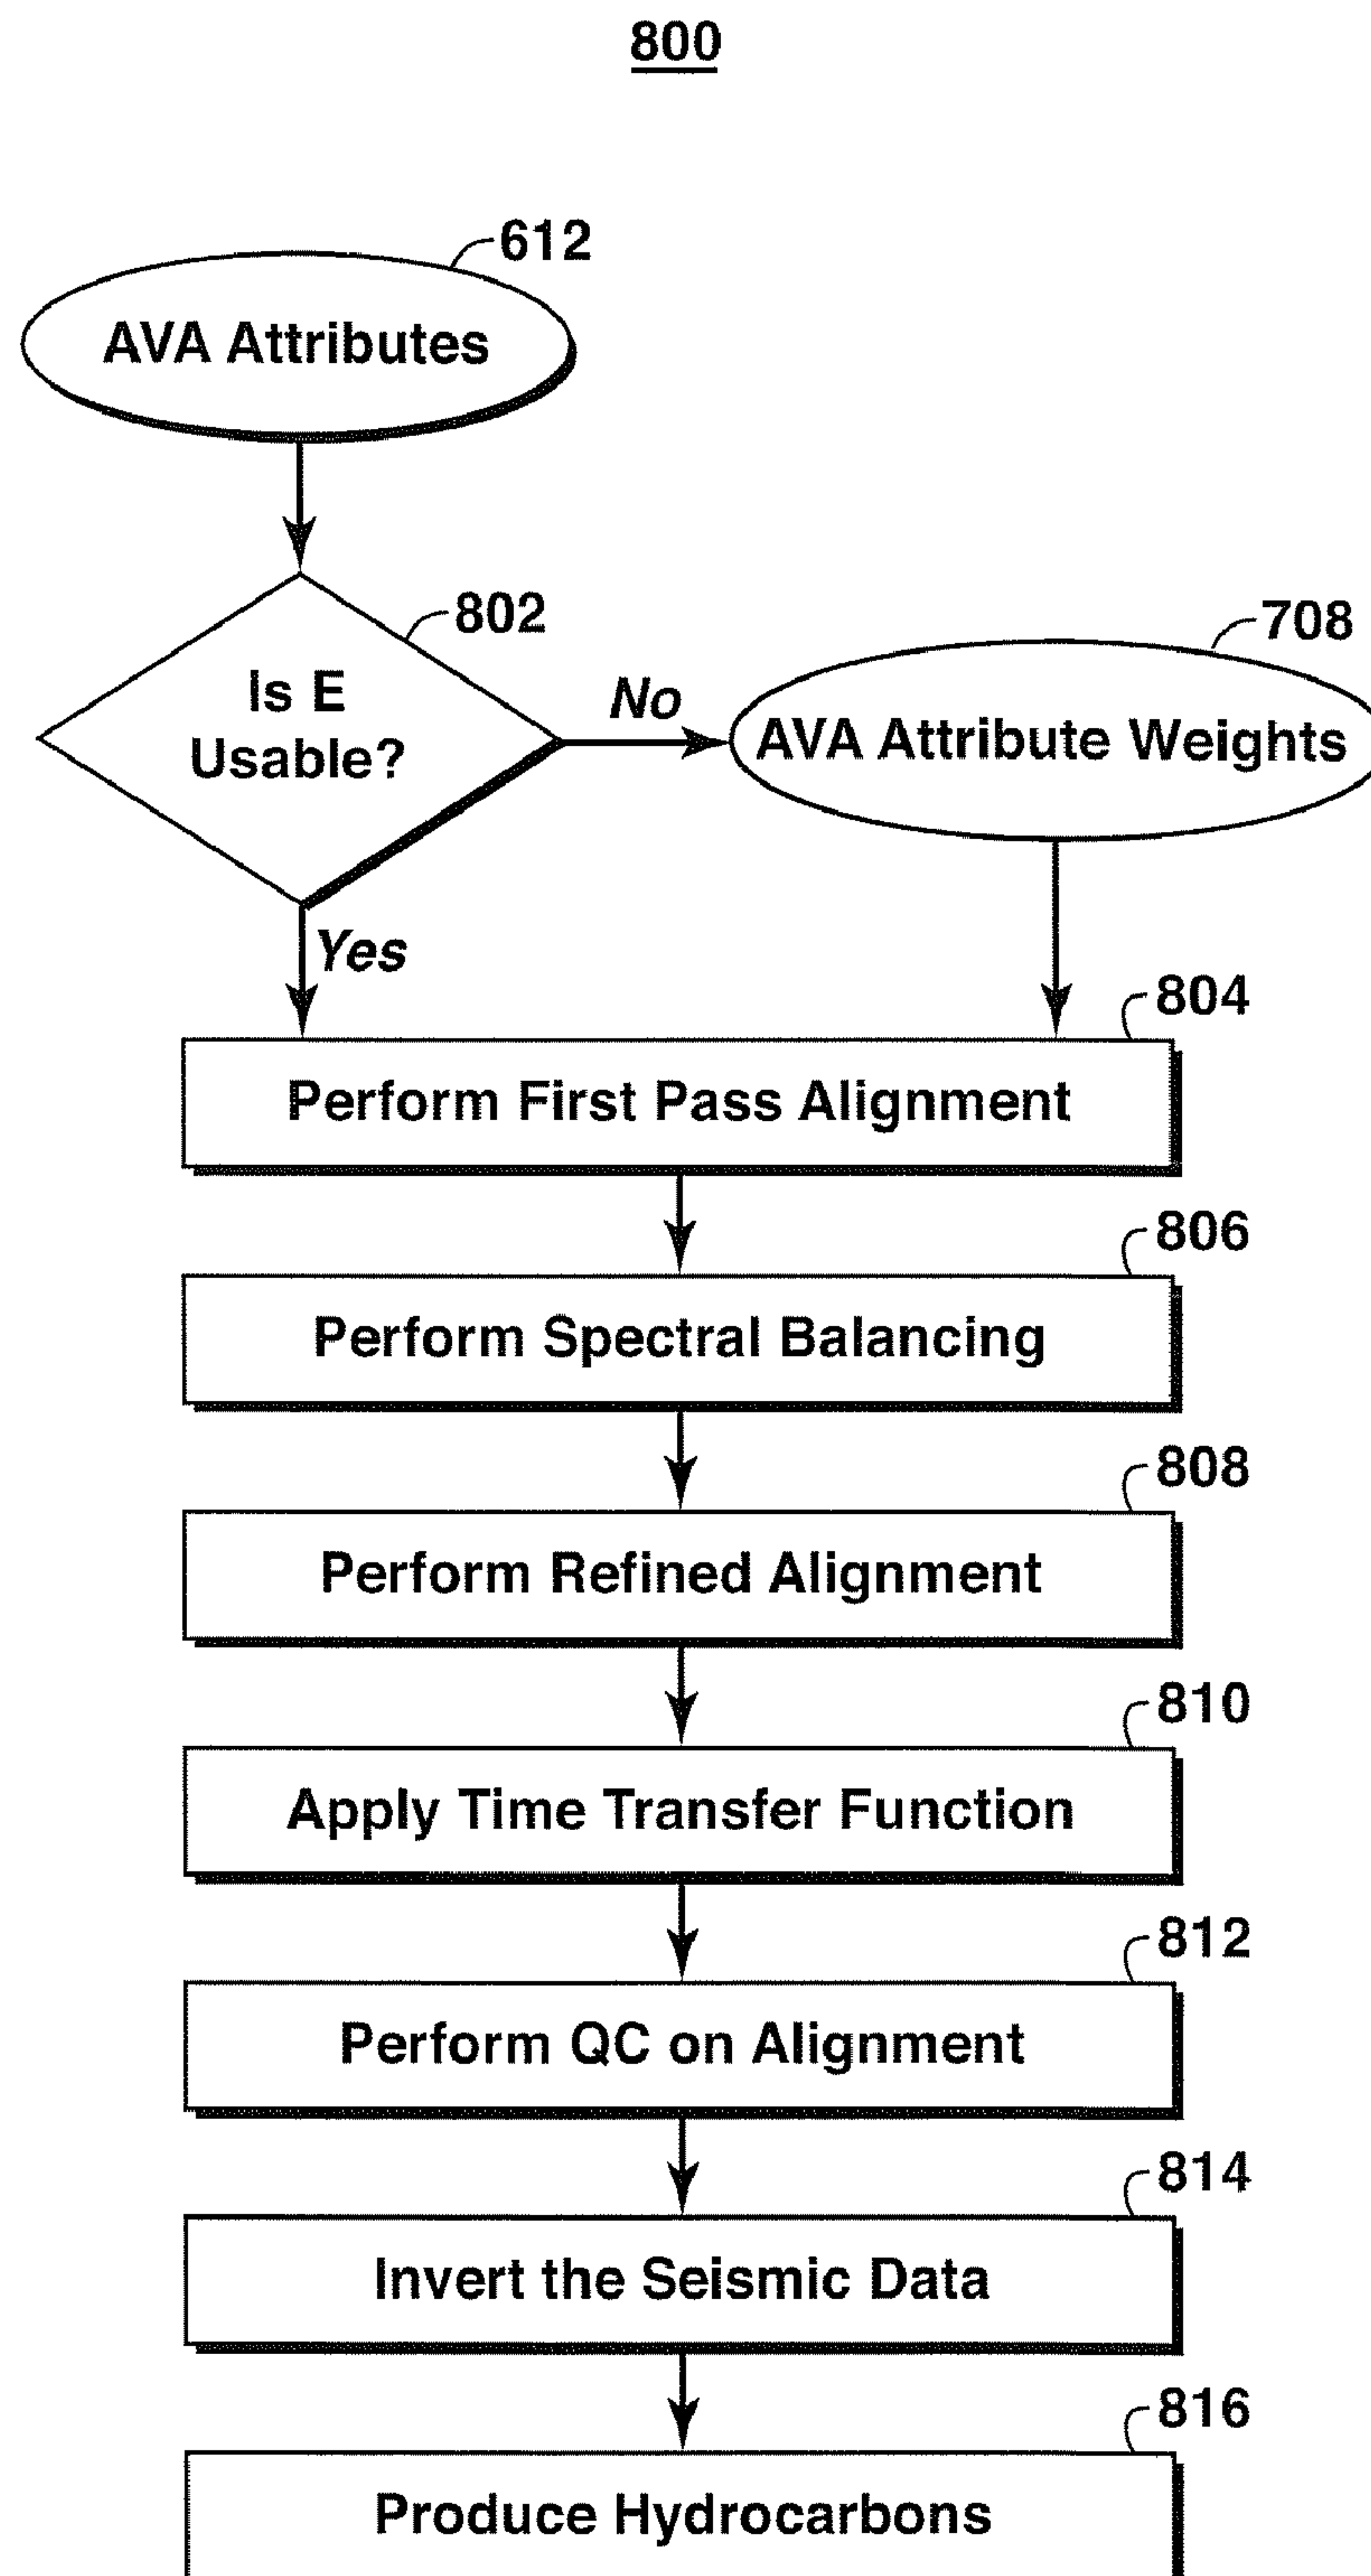 800
612
AVA Attributes
802
708
Is E
Usable?
No
AVA Attribute Weights
Yes
804
Perform First Pass Alignment
806
Perform Spectral Balancing
808
Perform Refined Alignment
810
Apply Time Transfer Function
812
Perform QC on Alignment
814
Invert the Seismic Data
816
Produce Hydrocarbons